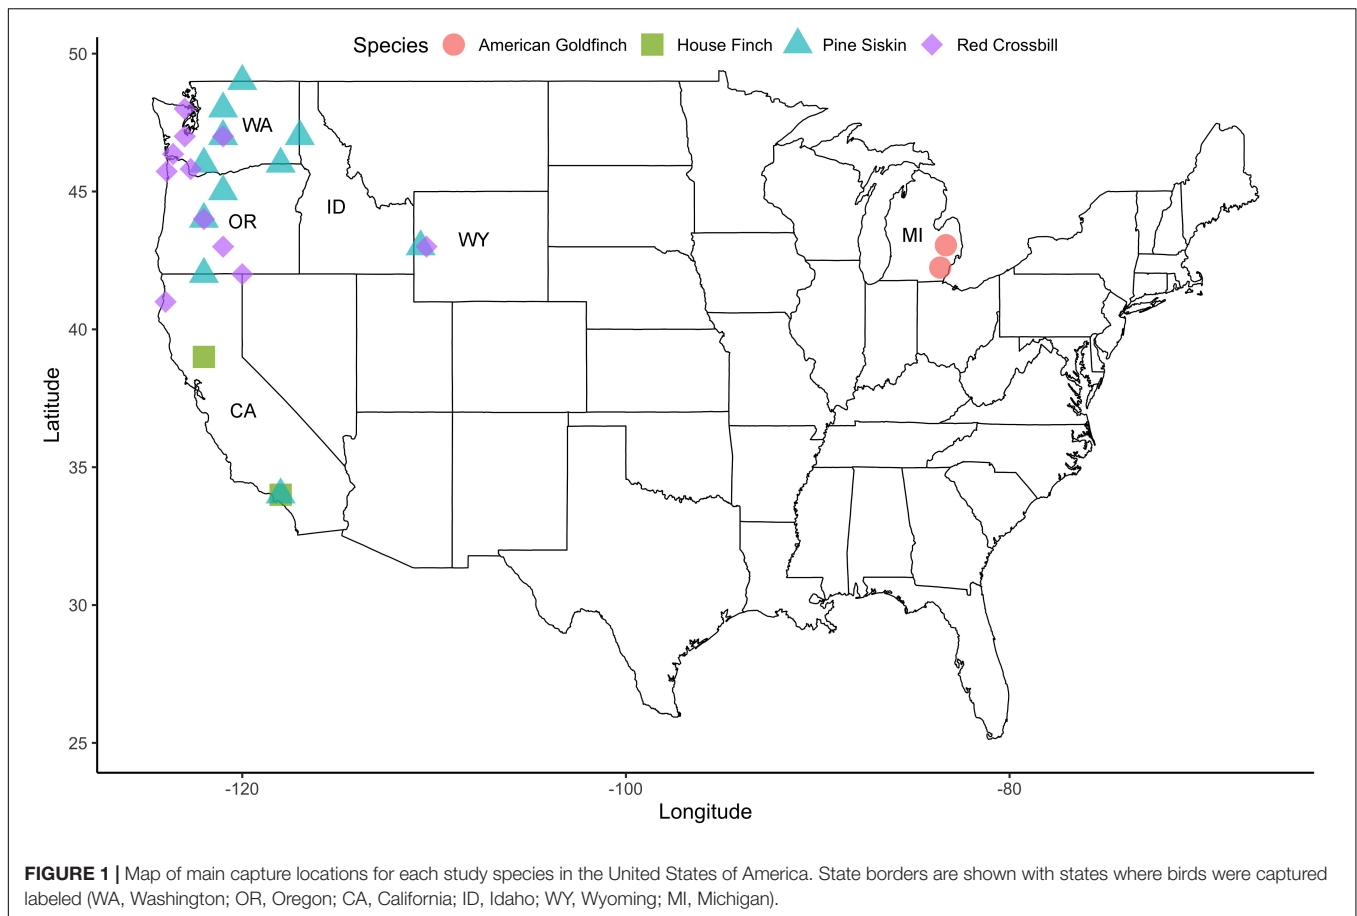 Species American Goldfinch House Finch Pine Siskin Red Crossbill
50
45
40
35
30
25
Latitude
WA
OR
ID
WY
MI
CA
-120 -100 -80
Longitude
FIGURE 1 | Map of main capture locations for each study species in the United States of America. State borders are shown with states where birds were captured
labeled (WA, Washington; OR, Oregon; CA, California; ID, Idaho; WY, Wyoming; MI, Michigan).